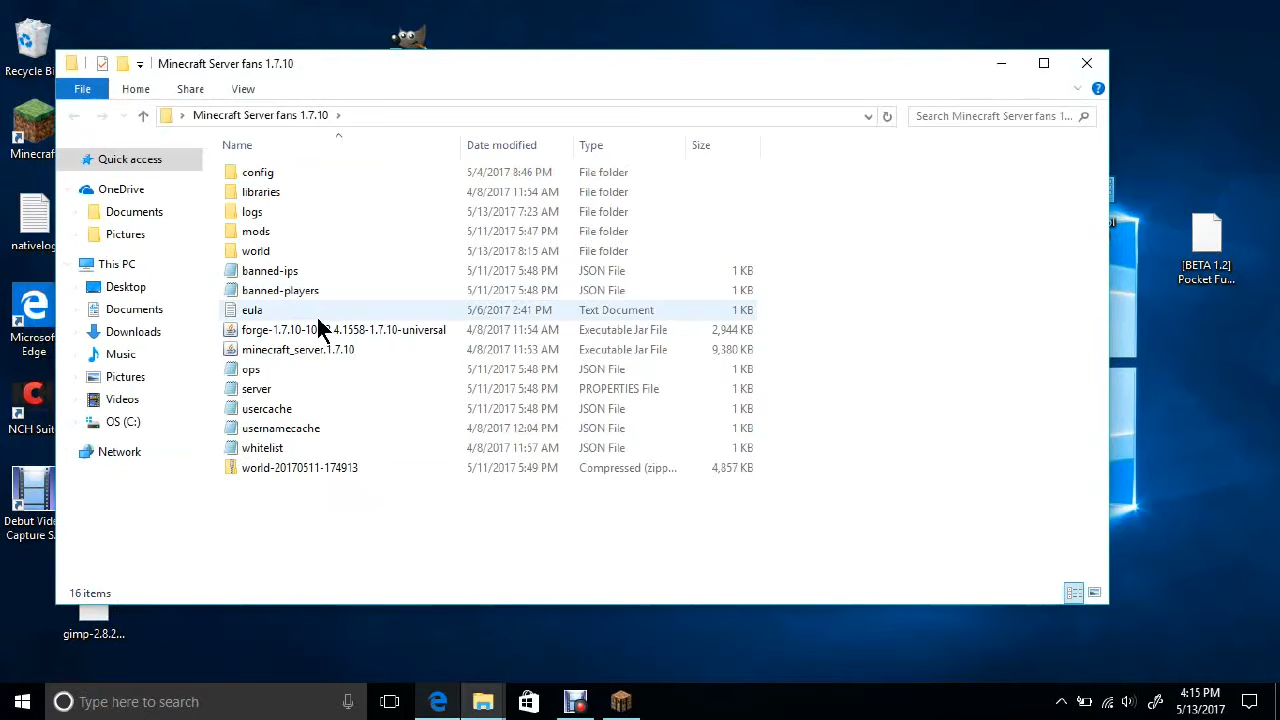 Recycle Bi
Minecraft Server fans 1.7.10
File Home Share View
Minecraft Server fans 1.7.10
Search Minecraft Server fans 1...
Minecraft
nativelog
Microsof
Edge
NCH Suit
Debut Vid
Capture S
gimp-2.8.2...
Quick access
OneDrive
Documents
Pictures
This PC
Desktop
Documents
Downloads
Music
Pictures
Videos
OS (C:)
Network
Name Date modified Type Size
config 5/4/2017 8:46 PM File folder
libraries 4/8/2017 11:54 AM File folder
logs 5/13/2017 7:23 AM File folder
mods 5/11/2017 5:47 PM File folder
world 5/13/2017 8:15 AM File folder
banned-ips 5/11/2017 5:48 PM JSON File 1 KB
banned-players 5/11/2017 5:48 PM JSON File 1 KB
eula 5/6/2017 2:41 PM Text Document 1 KB
forge-1.7.10-10 4.1558-1.7.10-universal 4/8/2017 11:54 AM Executable Jar File 2,944 KB
minecraft_server.1.7.10 4/8/2017 11:53 AM Executable Jar File 9,380 KB
ops 5/11/2017 5:48 PM JSON File 1 KB
server 5/11/2017 5:48 PM PROPERTIES File 1 KB
usercache 5/11/2017 5:48 PM JSON File 1 KB
usernamecache 4/8/2017 12:04 PM JSON File 1 KB
whitelist 4/8/2017 11:57 AM JSON File 1 KB
world-20170511-174913 5/11/2017 5:49 PM Compressed (zipp... 4,857 KB
16 items
[BETA 1.2]
Pocket Fu...
Type here to search
4:15 PM
5/13/2017